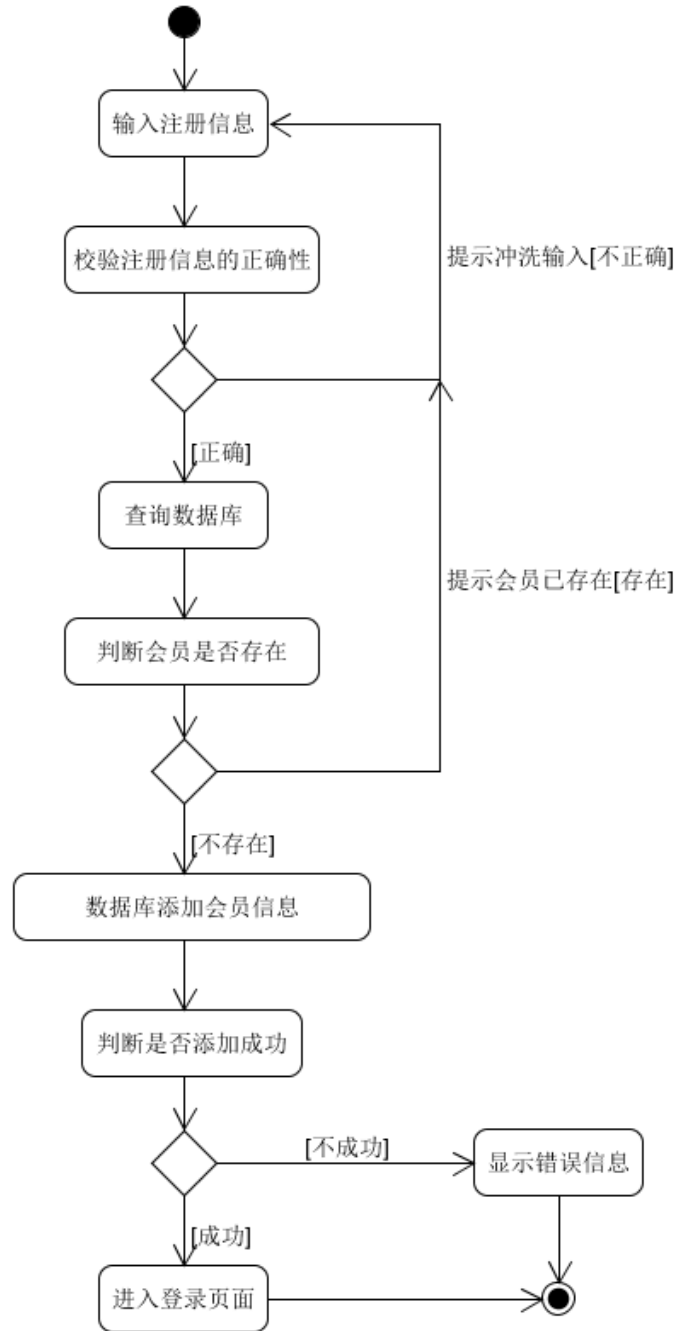 输入注册信息
校验注册信息的正确性
提示冲洗输入[不正确]
[正确]
查询数据库
提示会员已存在[存在]
判断会员是否存在
[不存在]
数据库添加会员信息
判断是否添加成功
[不成功]
显示错误信息
[成功]
进入登录页面